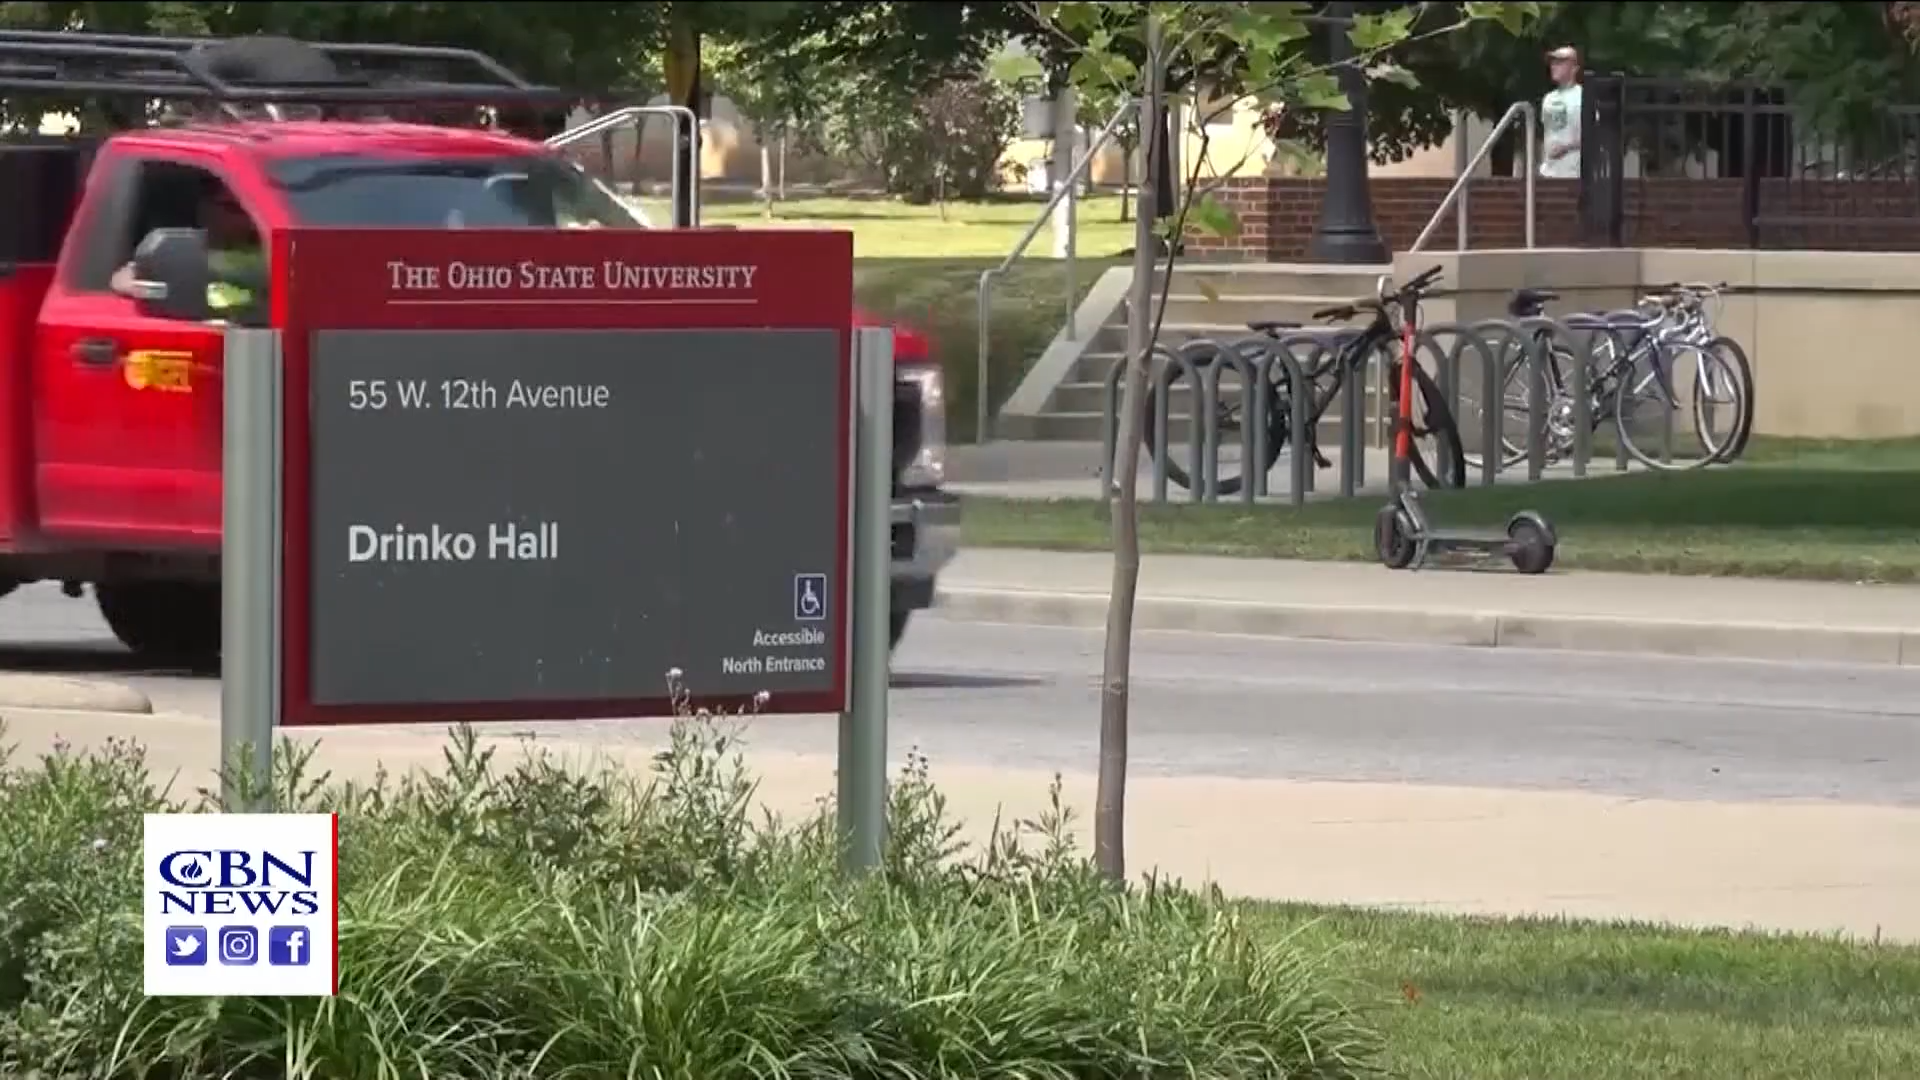 THE OHIO STATE UNIVERSITY
55 W. 12th Avenue
Drinko Hall
Accessible
North Entrance
CBN
NEWS